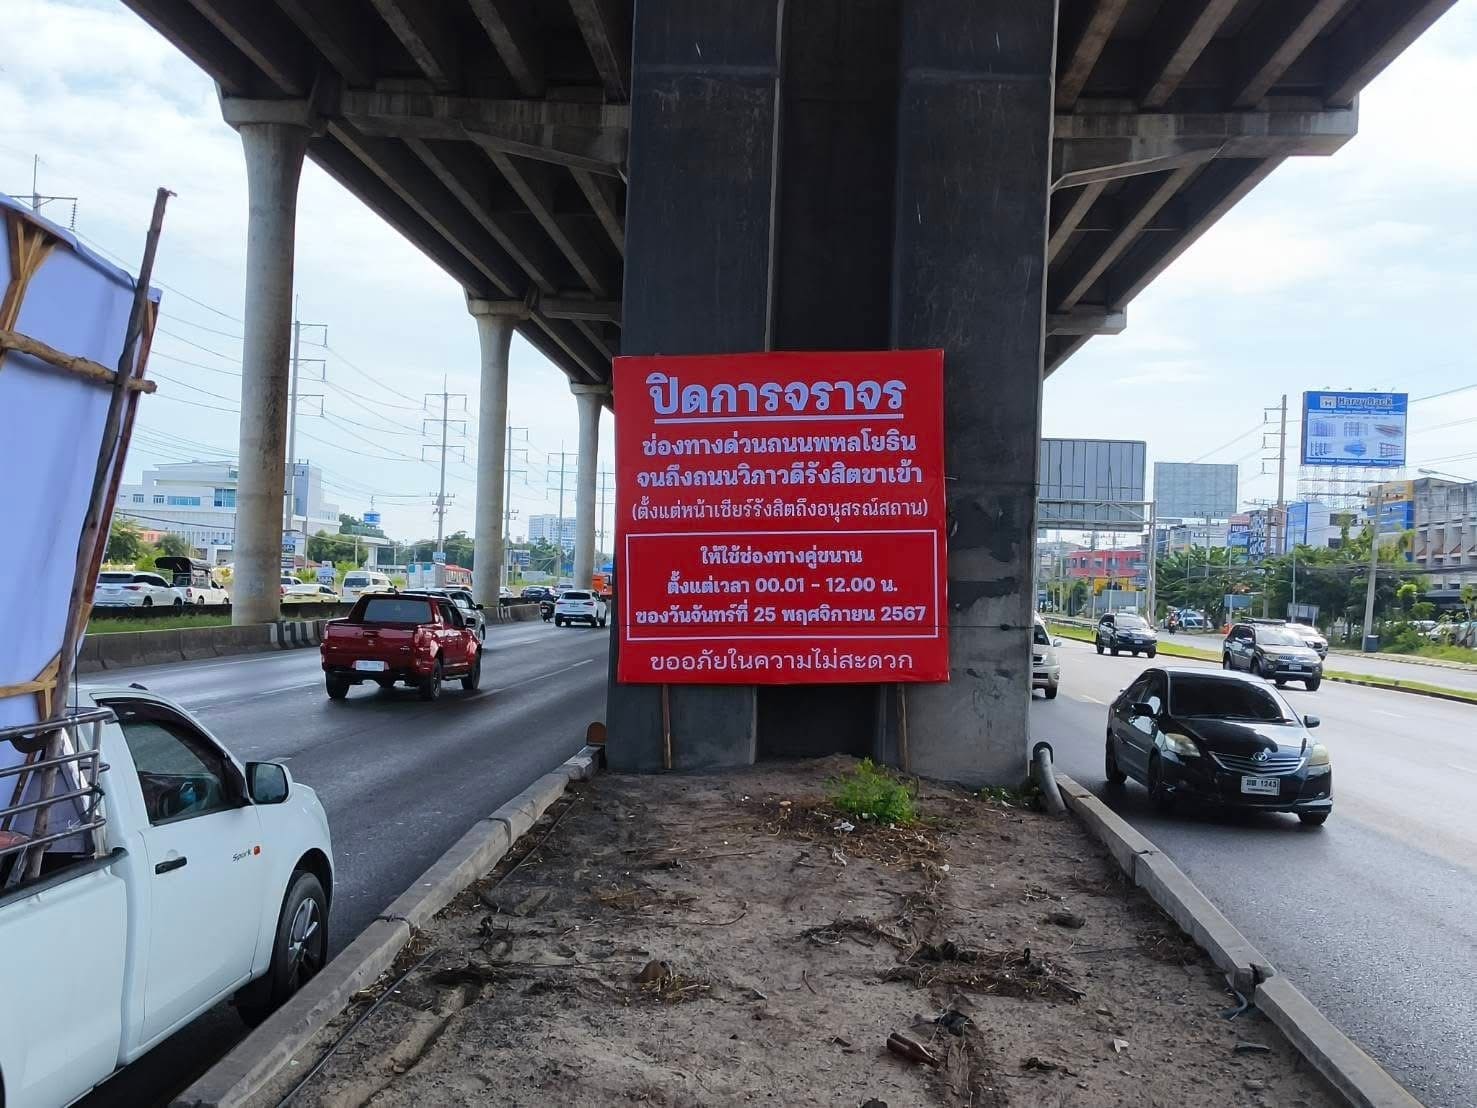 ปิดการจราจร
ช่องทางด่วนถนนพหลโยธิน
จนถึงถนนวิภาวดีรังสิตขาเข้า
(ตั้งแต่หน้าเซียร์รังสิตถึงอนุสรณ์สถาน)
ให้ใช้ช่องทางคู่ขนาน
ตั้งแต่เวลา 00.01 - 12.00 น.
ของวันจันทร์ที่ 25 พฤศจิกายน 2567
ขออภัยในความไม่สะดวก
Harvy Rack
Spark
1243